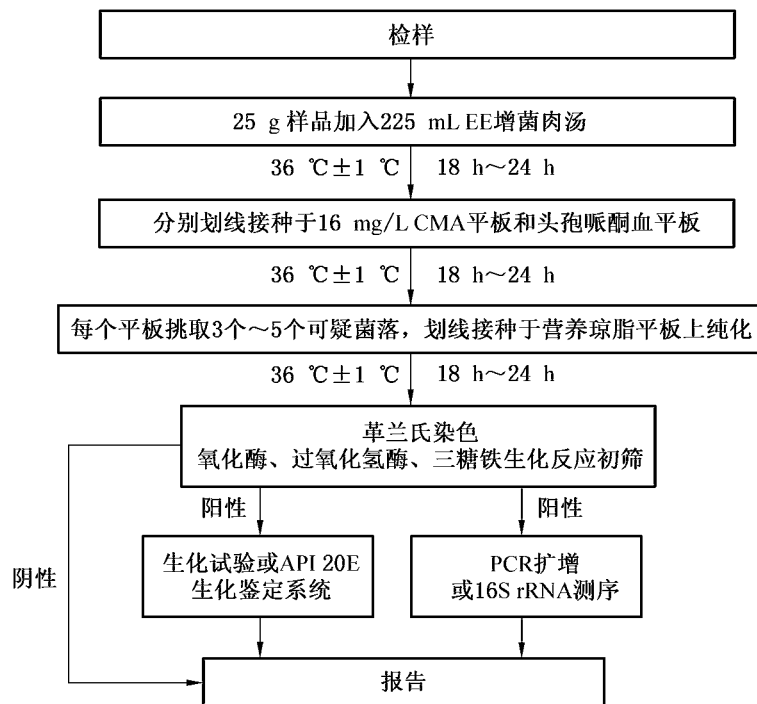 检样
25 g 样品加入225 mL EE增菌肉汤
36 ℃±1 ℃ 18 h～24 h
分别划线接种于16 mg/L CMA平板和头孢哌酮血平板
36 ℃±1 ℃ 18 h～24 h
每个平板挑取3个～5个可疑菌落，划线接种于营养琼脂平板上纯化
36 ℃±1 ℃ 18 h～24 h
革兰氏染色
氧化酶、过氧化氢酶、三糖铁生化反应初筛
阳性 阳性
生化试验或API 20E
生化鉴定系统
PCR扩增
或16S rRNA测序
阴性
报告